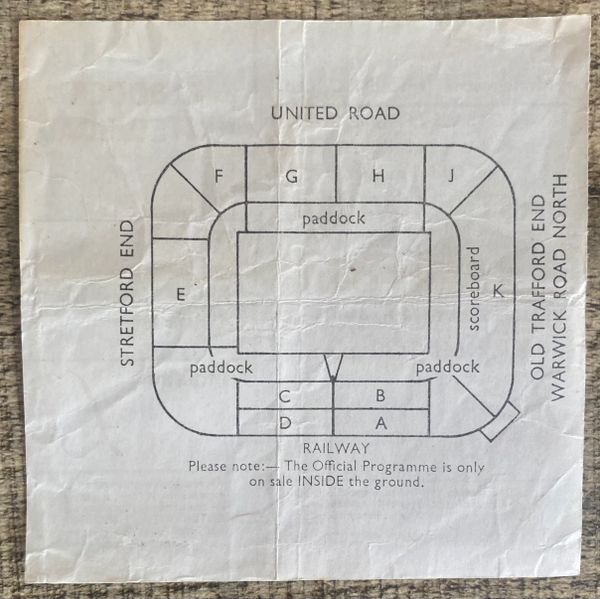 UNITED ROAD
F
G
H
J
paddock
STRETFORD END
E
scoreboard
K
OLD TRAFFORD END
WARWICK ROAD NORTH
paddock
paddock
C
B
D
A
RAILWAY
Please note:— The Official Programme is only
on sale INSIDE the ground.